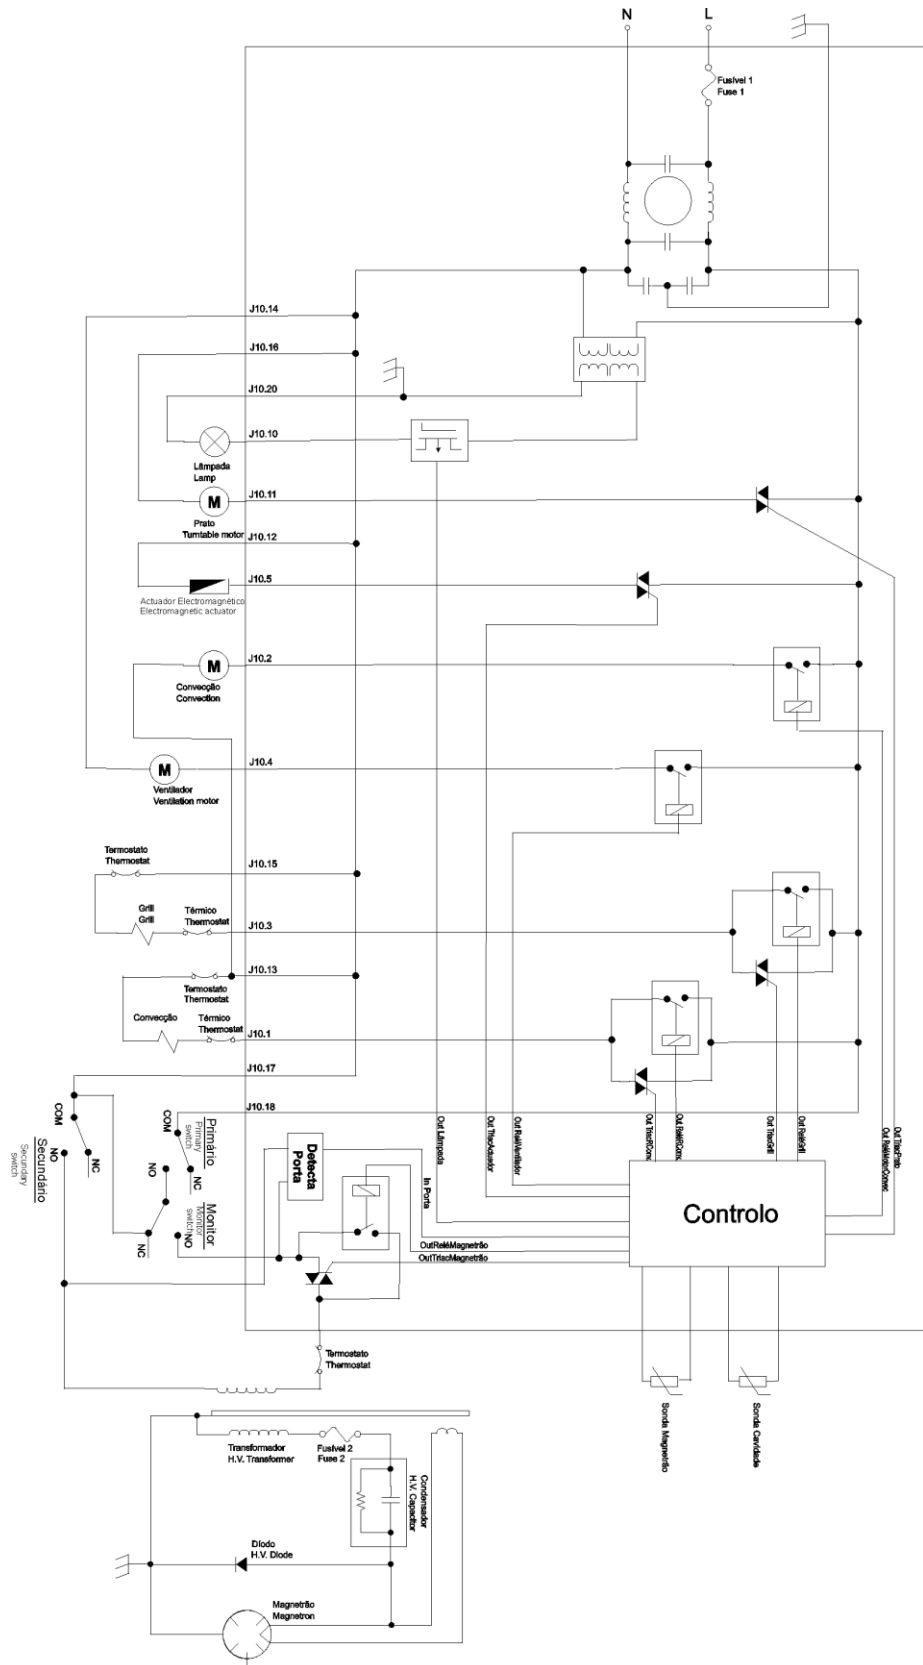 N
L
Fusível 1
Fuse 1
J10.14
J10.16
J10.20
J10.10
Lâmpada
Lamp
J10.11
M
Prato
Turntable motor
J10.12
J10.5
Actuador Electromagnético
Electromagnetic actuator
J10.2
M
Convecção
Convection
J10.4
M
Ventilador
Ventilation motor
Termostato
Thermostat
J10.15
Grill
Grill
Térmico
Thermostat
J10.3
J10.13
Termostato
Thermostat
Convecção
Térmico
Thermostat
J10.1
J10.17
J10.18
COM
NO
NC
Secundário
Secundary
switch
COM
NO
NC
Primário
Primary
switch
Monitor
Monitor
switch
NO
NC
Detecta
Porta
Out Lâmpada
Out TriacActuador
Out ReléVentilador
Out TriacRConv
Out ReléRConv
Out TriacGrill
Out ReléGrill
Out ReléMotorConvec
Out TriacPrato
In Porta
OutReléMagnetrão
OutTriacMagnetrão
Controlo
Termostato
Thermostat
Sonda Magnetrão
Sonda Cavidade
Transformador
H.V. Transformer
Fusível 2
Fuse 2
Condensador
H.V. Capacitor
Díodo
H.V. Diode
Magnetrão
Magnetron